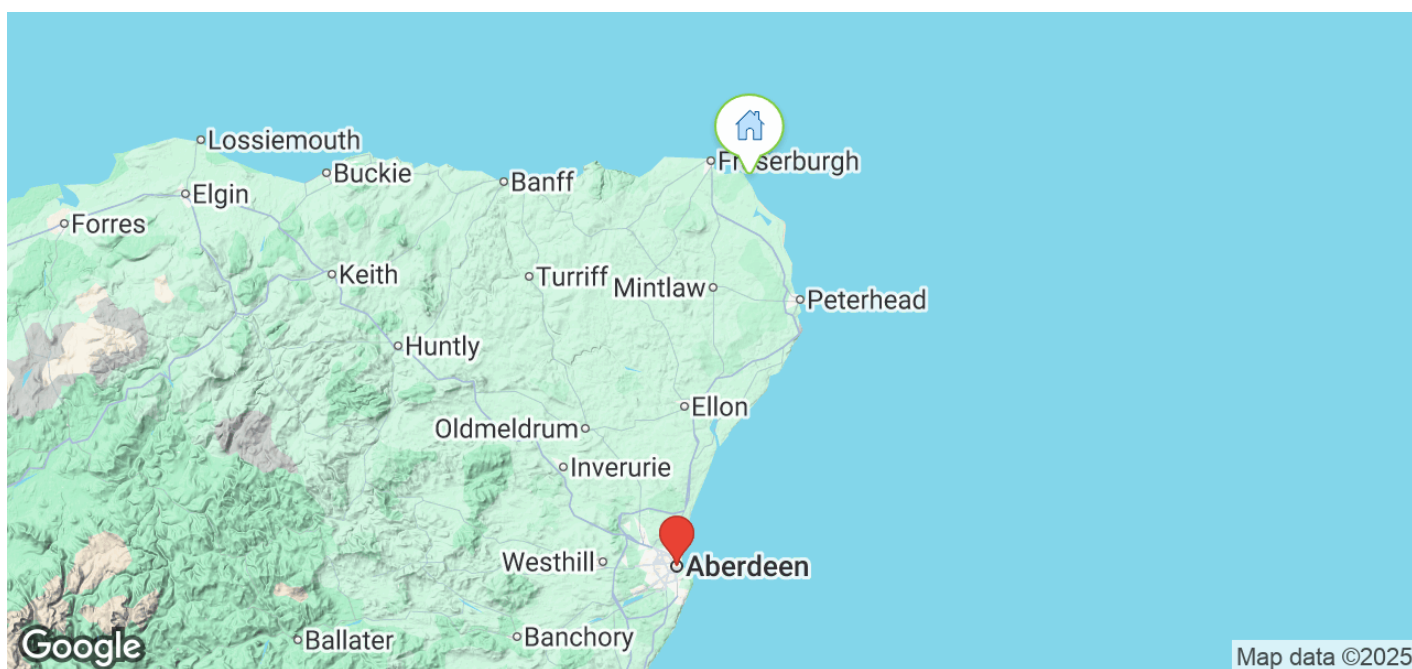 Lossiemouth
Fraserburgh
Buckie
Banff
Elgin
Forres
Keith
Turriff
Mintlaw
Peterhead
Huntly
Ellon
Oldmeldrum
Inverurie
Westhill
Aberdeen
Ballater
Banchory
Google
Map data ©2025